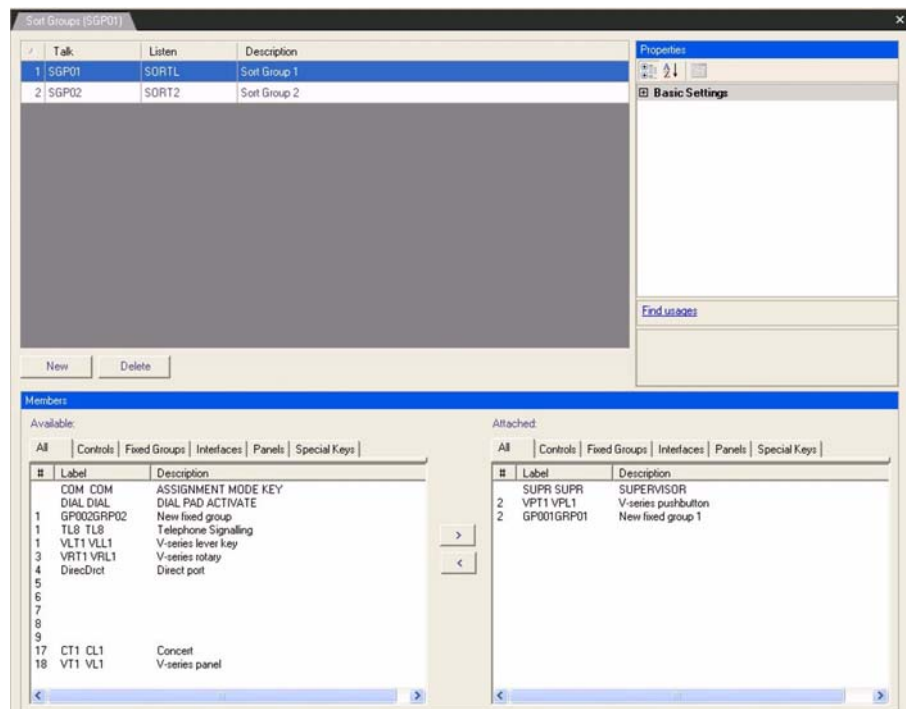 Sort Groups (SGP01)
Talk Listen Description
1 SGP01 SORTL Sort Group 1
2 SGP02 SORT2 Sort Group 2
Properties
Basic Settings
Find usages
New Delete
Members
Available:
All Controls Fixed Groups Interfaces Panels Special Keys
# Label Description
COM COM ASSIGNMENT MODE KEY
DIAL DIAL DIAL PAD ACTIVATE
1 GP002GRP02 New fixed group
1 TL8 TL8 Telephone Signalling
1 VLT1 VLL1 V-series lever key
3 VRT1 VRL1 V-series rotary
4 DirecDrct Direct port
5
6
7
8
9
17 CT1 CL1 Concert
18 VT1 VL1 V-series panel
>
<
Attached:
All Controls Fixed Groups Interfaces Panels Special Keys
# Label Description
SUPR SUPR SUPERVISOR
2 VPT1 VPL1 V-series pushbutton
2 GP001GRP01 New fixed group 1